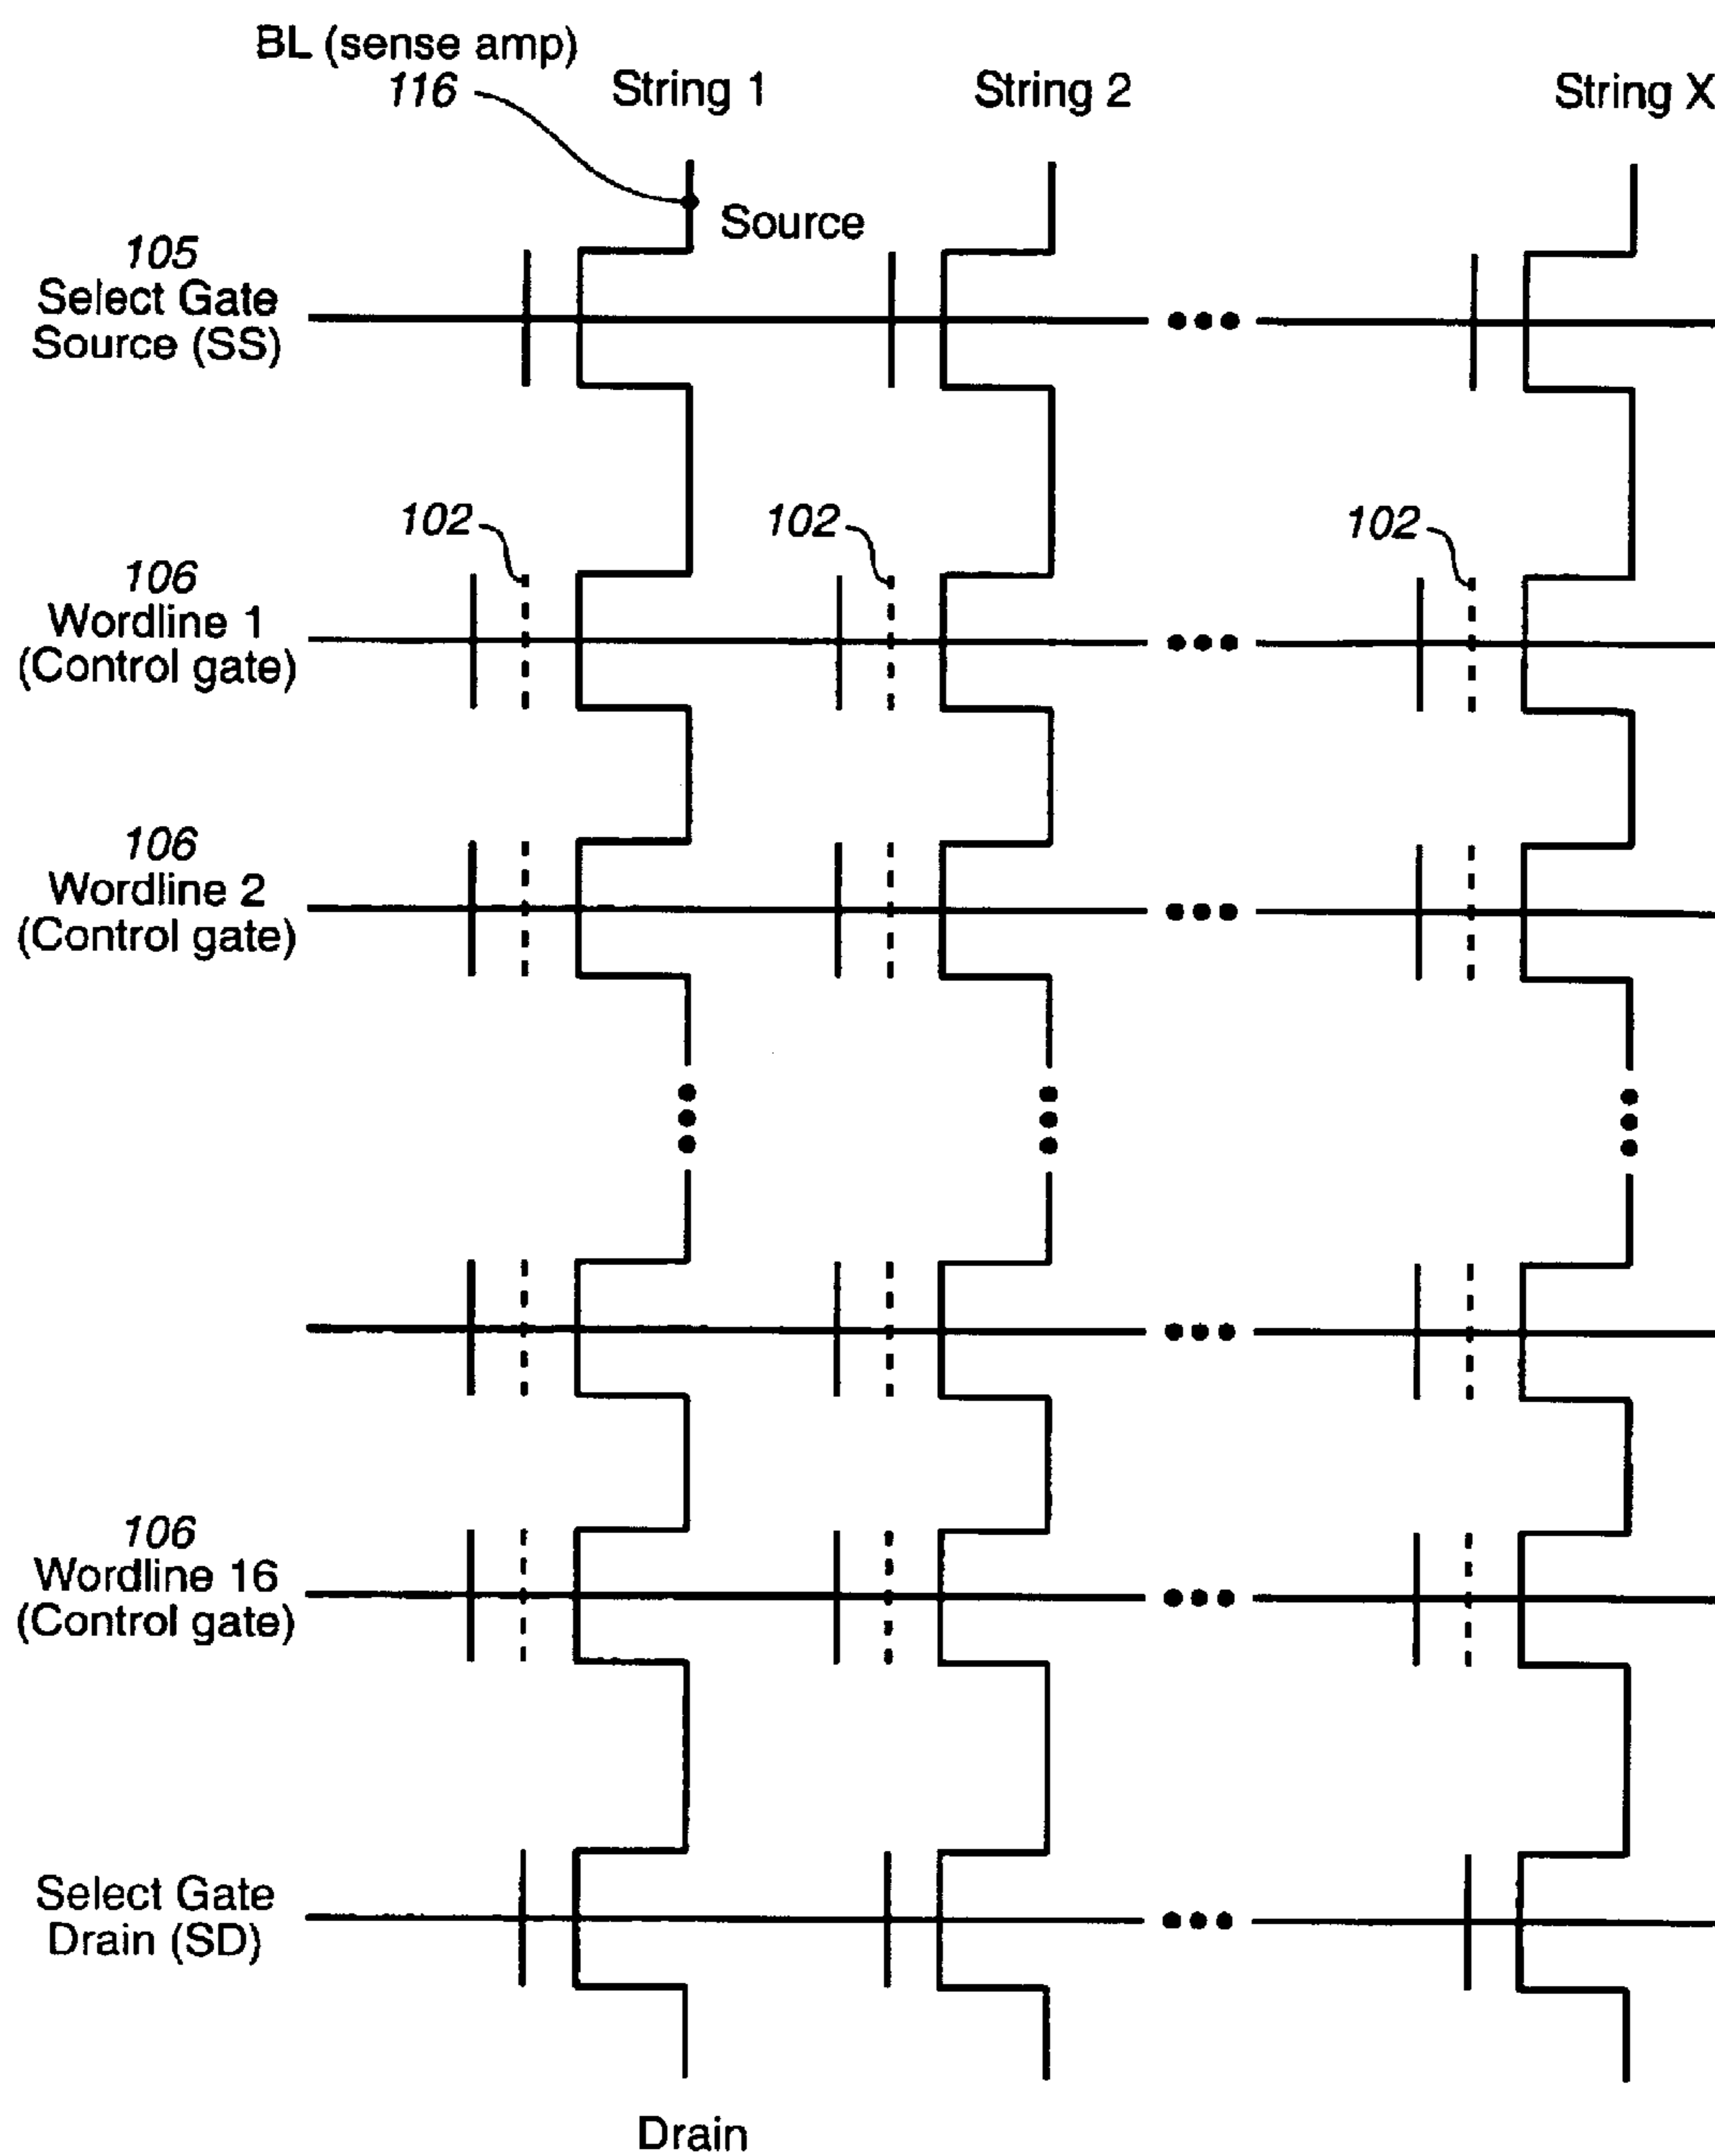 BL (sense amp)
116
String 1
String 2
String X
Source
105
Select Gate
Source (SS)
102
102
102
106
Wordline 1
(Control gate)
106
Wordline 2
(Control gate)
106
Wordline 16
(Control gate)
Select Gate
Drain (SD)
Drain